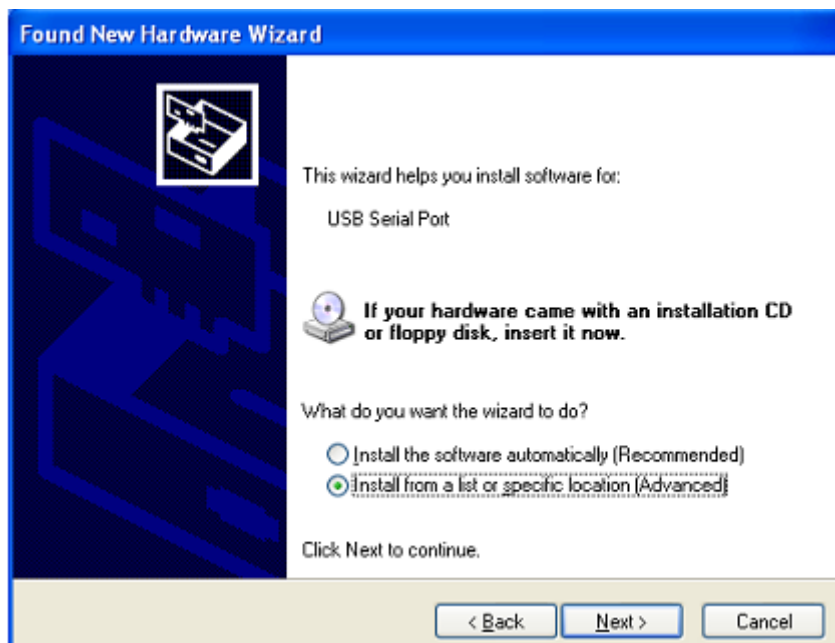 Found New Hardware Wizard
This wizard helps you install software for:
USB Serial Port
If your hardware came with an installation CD
or floppy disk, insert it now.
What do you want the wizard to do?
Install the software automatically (Recommended)
Install from a list or specific location (Advanced)
Click Next to continue.
< Back
Next >
Cancel